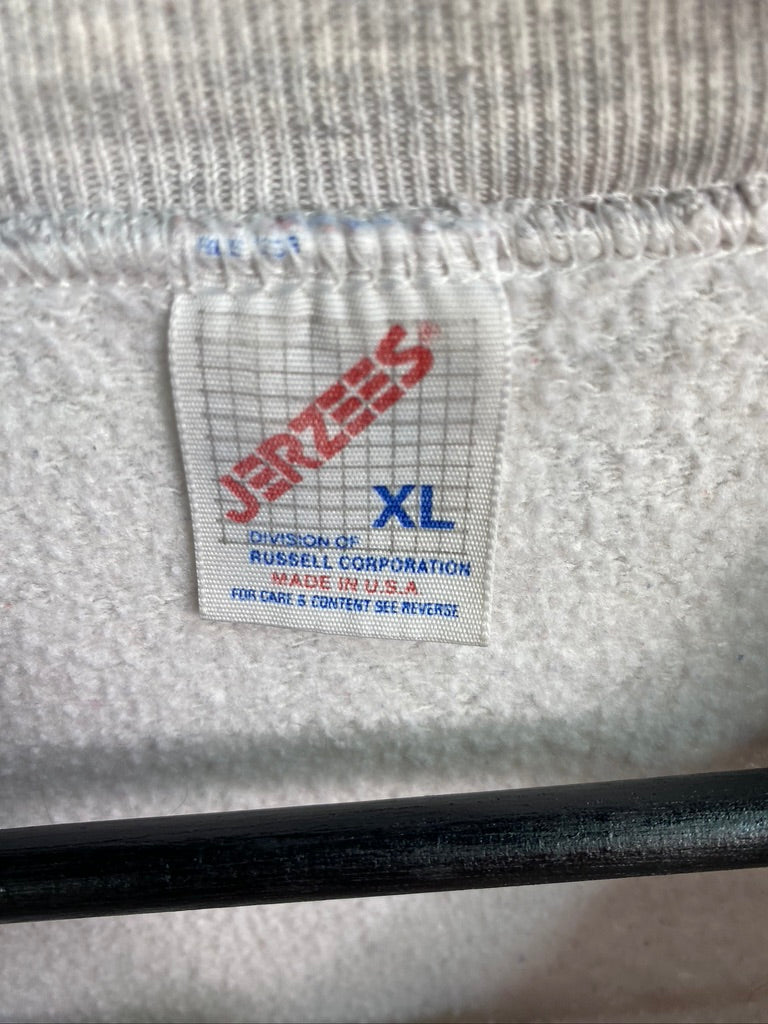 JERZEES®
XL
DIVISION OF
RUSSELL CORPORATION
MADE IN U.S.A
FOR CARE & CONTENT SEE REVERSE